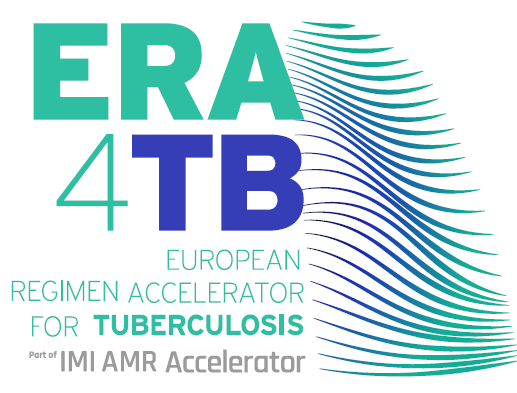 ERA
4TB
EUROPEAN
REGIMEN ACCELERATOR
FOR TUBERCULOSIS
Part of IMI AMR Accelerator